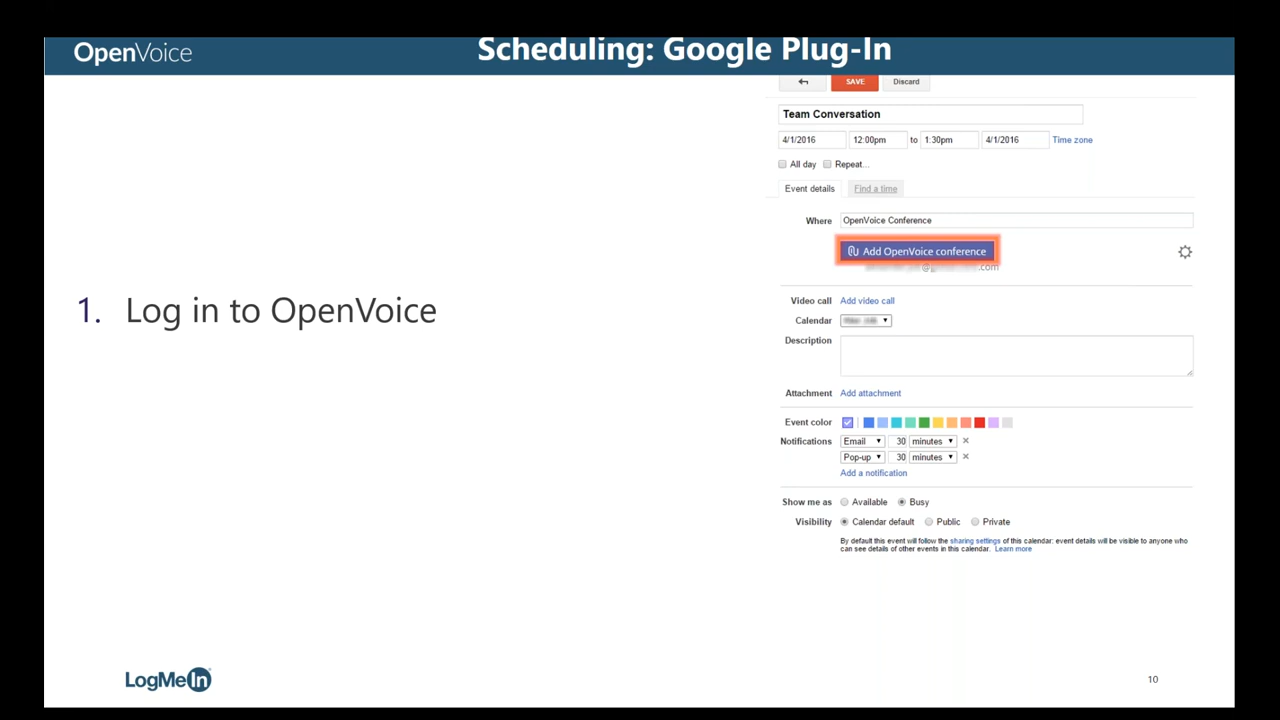 OpenVoice
Scheduling: Google Plug-In
SAVE Discard
Team Conversation
4/1/2016 12:00pm to 1:30pm 4/1/2016 Time zone
All day Repeat...
Event details Find a time
Where OpenVoice Conference
Add OpenVoice conference
@ .com
1. Log in to OpenVoice
Video call Add video call
Calendar
Description
Attachment Add attachment
Event color
Notifications Email 30 minutes x
Pop-up 30 minutes x
Add a notification
Show me as Available Busy
Visibility Calendar default Public Private
By default this event will follow the sharing settings of this calendar: event details will be visible to anyone who
can see details of other events in this calendar. Learn more
LogMeIn
10